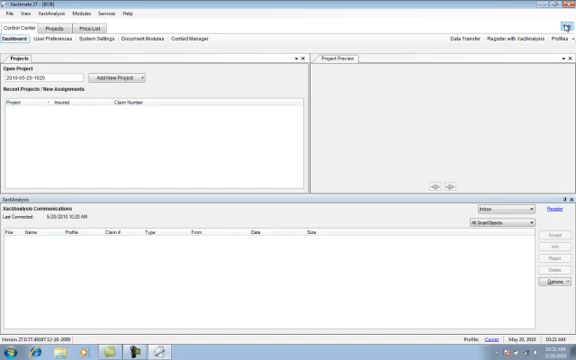 Xactimate 27 - [BCB]
File View XactAnalysis Modules Services Help
Control Center Projects Price List
Dashboard User Preferences System Settings Document Modules Contact Manager Data Transfer Register with XactAnalysis Profiles
Projects
Project Preview
Open Project
2010-05-20-1020 Add New Project
Recent Projects / New Assignments
Project Insured Claim Number
XactAnalysis
XactAnalysis Communications
Inbox
Register
Last Connected: 5/20/2010 10:20 AM
All SmartObjects
File Name Profile Claim # Type From Date Size
Accept
Info
Reject
Delete
Options
Version 27.0.77.49187 12-18-2009 Profile: Carrier May 20, 2010 10:21 AM
10:21 AM
5/20/2010